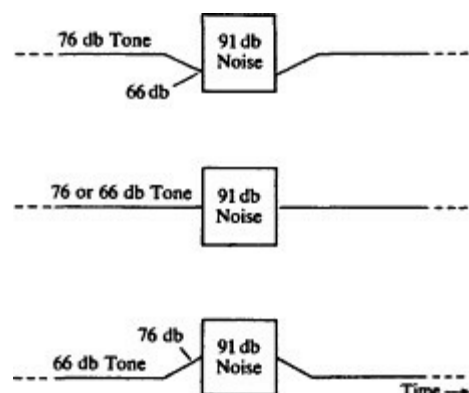 76 db Tone
91 db
Noise
66 db
76 or 66 db Tone
91 db
Noise
76 db
91 db
Noise
66 db Tone
Time